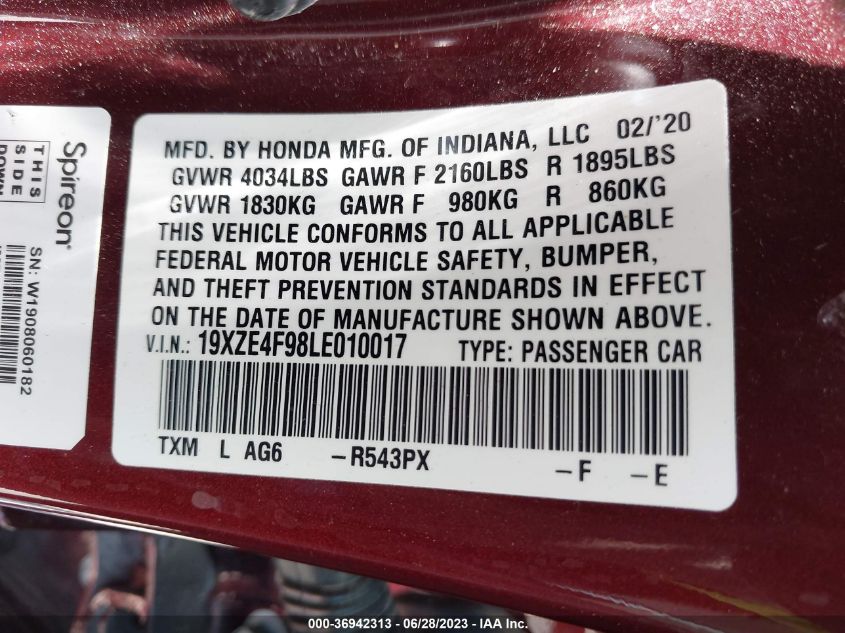 MFD. BY HONDA MFG. OF INDIANA, LLC 02/'20
GVWR 4034LBS GAWR F 2160LBS R 1895LBS
GVWR 1830KG GAWR F 980KG R 860KG
THIS VEHICLE CONFORMS TO ALL APPLICABLE
FEDERAL MOTOR VEHICLE SAFETY, BUMPER,
AND THEFT PREVENTION STANDARDS IN EFFECT
ON THE DATE OF MANUFACTURE SHOWN ABOVE.
V.I.N.: 19XZE4F98LE010017 TYPE: PASSENGER CAR
TXM L AG6 -R543PX -F -E
Spireon®
THIS
SIDE
DOWN
SN: W1908060182
000-36942313 - 06/28/2023 - IAA Inc.